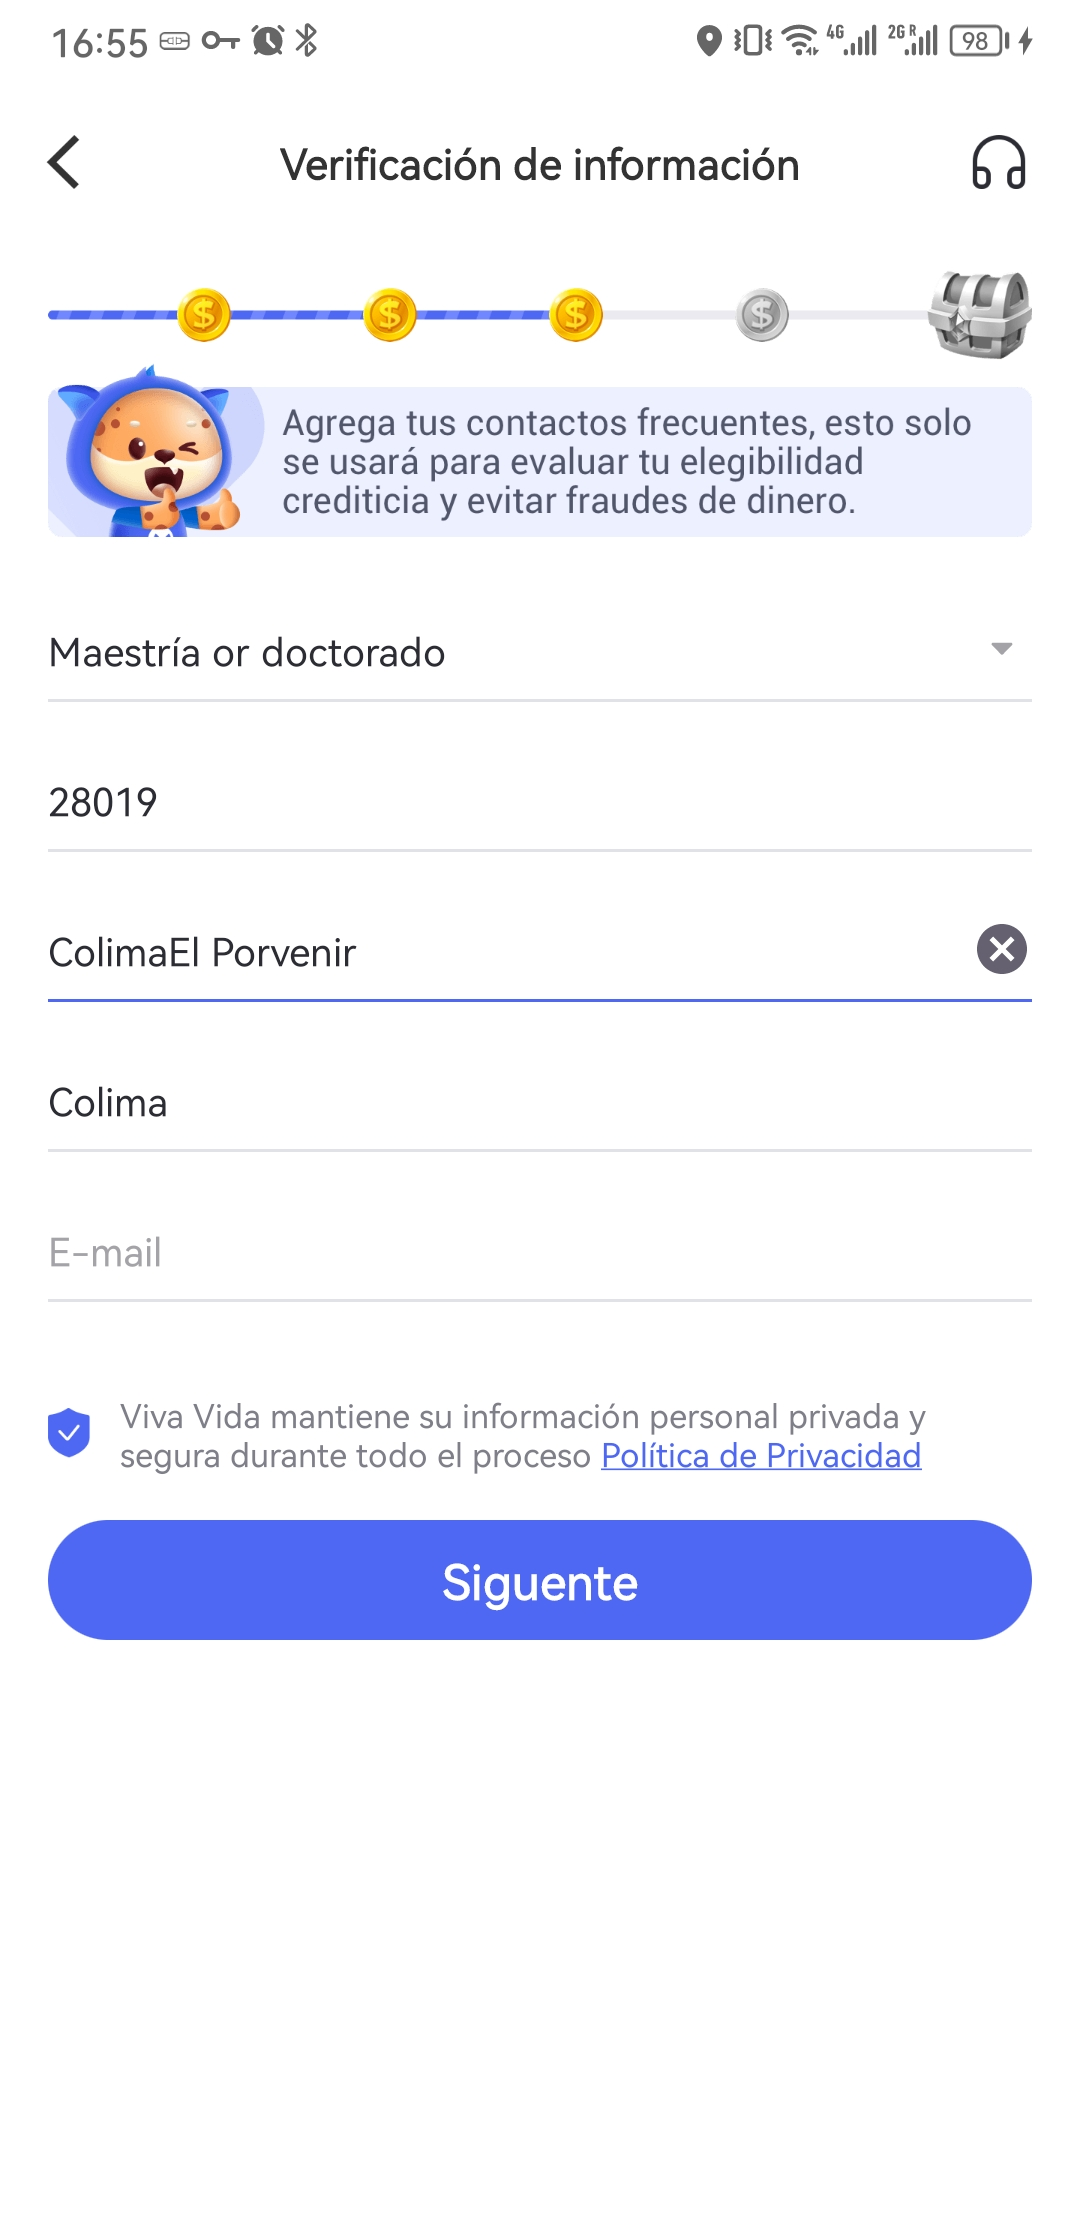 16:55
4G
2G R
98
Verificación de información
Agrega tus contactos frecuentes, esto solo
se usará para evaluar tu elegibilidad
crediticia y evitar fraudes de dinero.
Maestría or doctorado
28019
ColimaEl Porvenir
Colima
E-mail
Viva Vida mantiene su información personal privada y
segura durante todo el proceso Política de Privacidad
Siguente